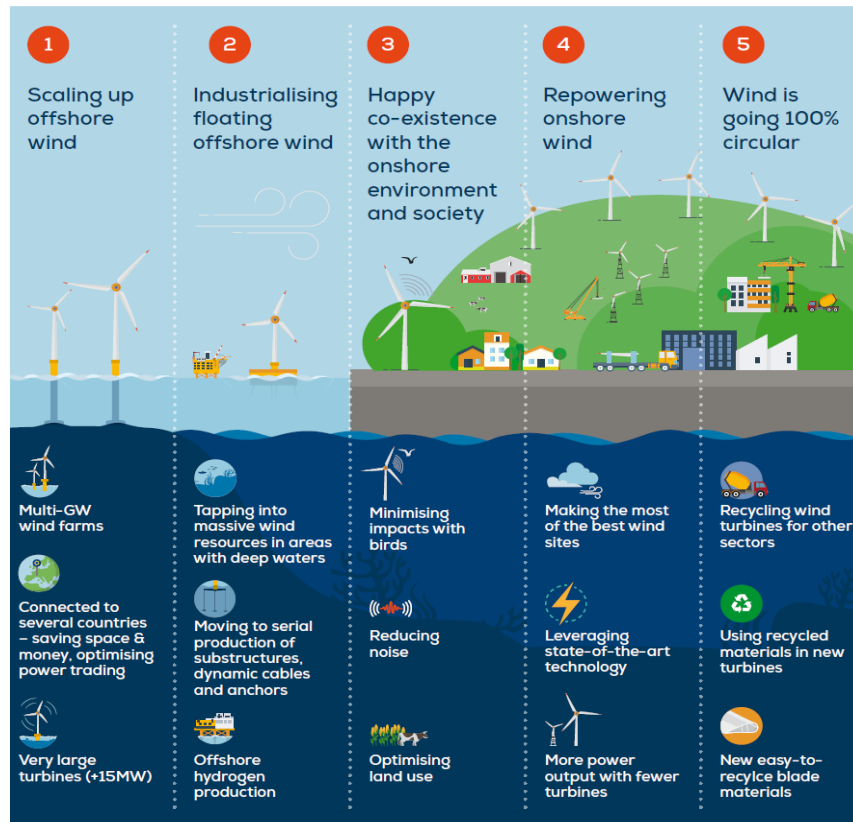 1
Scaling up
offshore
wind
Multi-GW
wind farms
Connected to
several countries
– saving space &
money, optimising
power trading
Very large
turbines (+15MW)
2
Industrialising
floating
offshore wind
Tapping into
massive wind
resources in areas
with deep waters
Moving to serial
production of
substructures,
dynamic cables
and anchors
Offshore
hydrogen
production
3
Happy
co-existence
with the
onshore
environment
and society
Minimising
impacts with
birds
Reducing
noise
Optimising
land use
4
Repowering
onshore
wind
Making the most
of the best wind
sites
Leveraging
state-of-the-art
technology
More power
output with fewer
turbines
5
Wind is
going 100%
circular
Recycling wind
turbines for other
sectors
Using recycled
materials in new
turbines
New easy-to-
recylce blade
materials